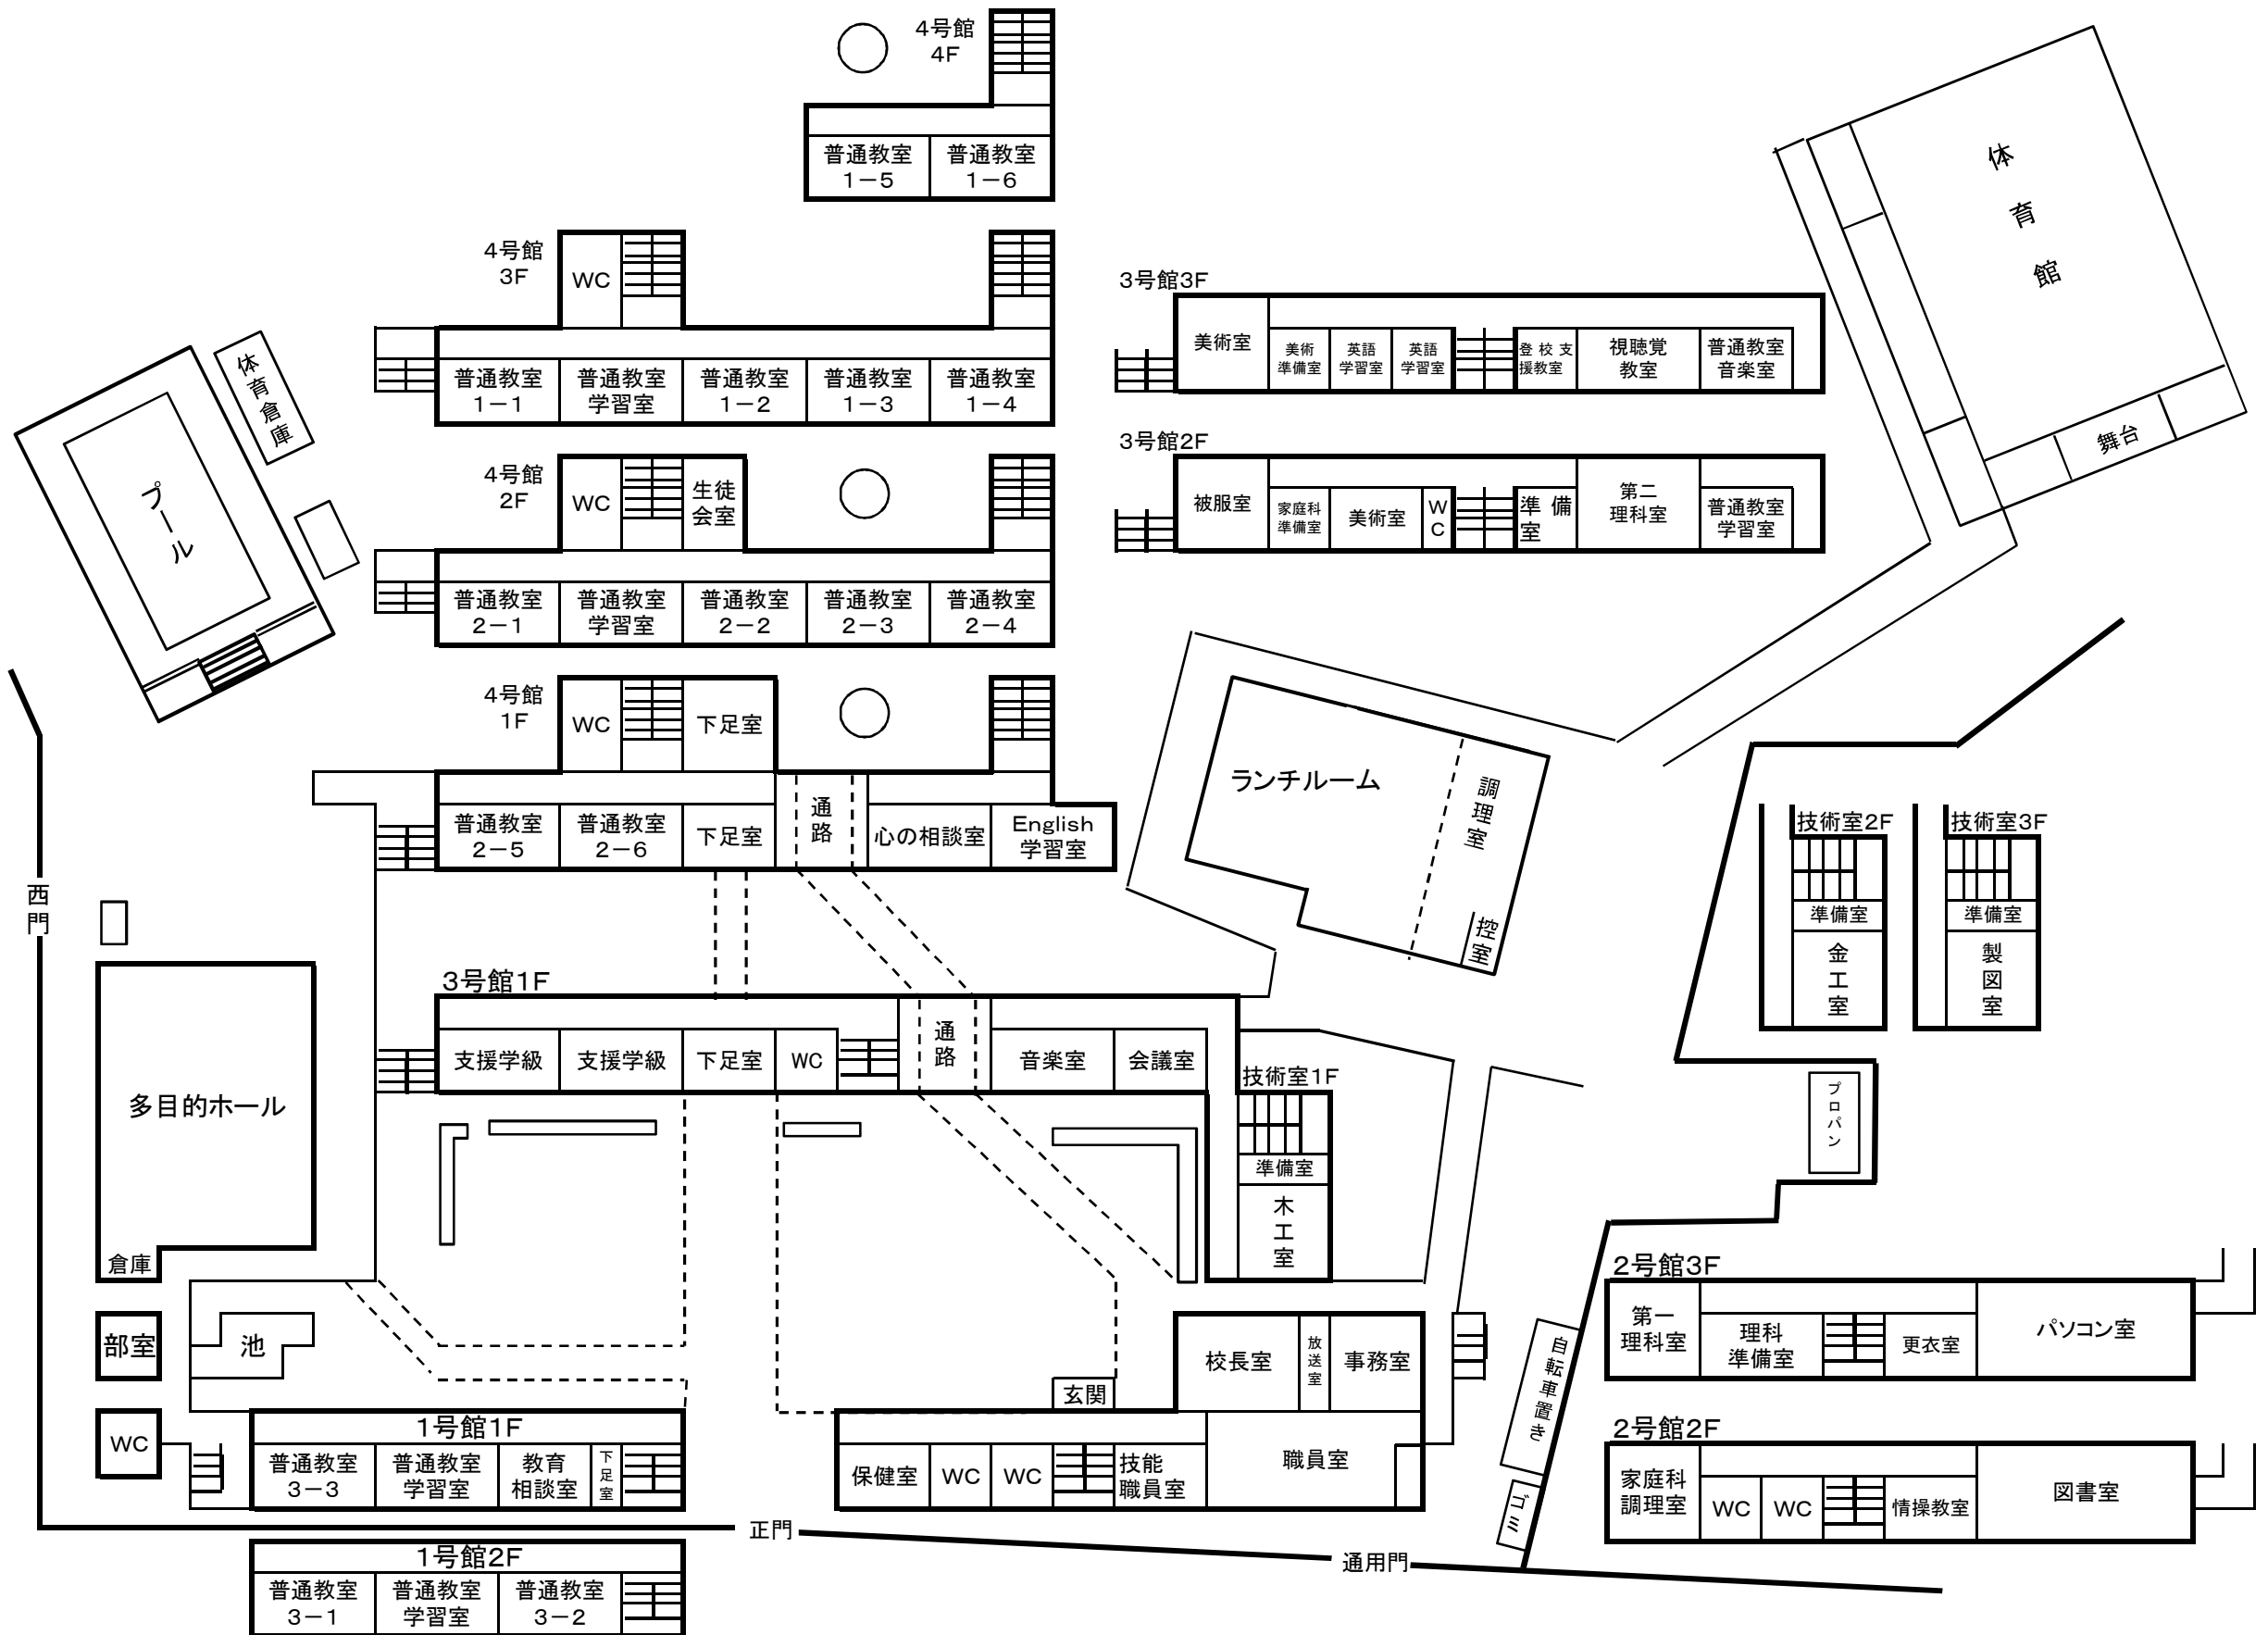 4号館
4F
普通教室
1－5
普通教室
1－6
4号館
3F
WC
普通教室
1－1
普通教室
学習室
普通教室
1－2
普通教室
1－3
普通教室
1－4
3号館3F
美術室
美術
準備室
英語
学習室
英語
学習室
登校支
援教室
視聴覚
教室
普通教室
音楽室
体育館
舞台
体育倉庫
プール
4号館
2F
WC
生徒
会室
普通教室
2－1
普通教室
学習室
普通教室
2－2
普通教室
2－3
普通教室
2－4
3号館2F
被服室
家庭科
準備室
美術室
WC
準備
室
第二
理科室
普通教室
学習室
4号館
1F
WC
下足室
普通教室
2－5
普通教室
2－6
下足室
通路
心の相談室
English
学習室
ランチルーム
調理室
控室
技術室2F
準備室
金工室
技術室3F
準備室
製図室
西門
3号館1F
支援学級
支援学級
下足室
WC
通路
音楽室
会議室
技術室1F
準備室
木工室
プロパン
多目的ホール
倉庫
部室
池
WC
校長室
放送室
事務室
玄関
職員室
保健室
WC
WC
技能
職員室
1号館1F
普通教室
3－3
普通教室
学習室
教育
相談室
下足室
自転車置き
ゴミ
2号館3F
第一
理科室
理科
準備室
更衣室
パソコン室
2号館2F
家庭科
調理室
WC
WC
情操教室
図書室
正門
通用門
1号館2F
普通教室
3－1
普通教室
学習室
普通教室
3－2